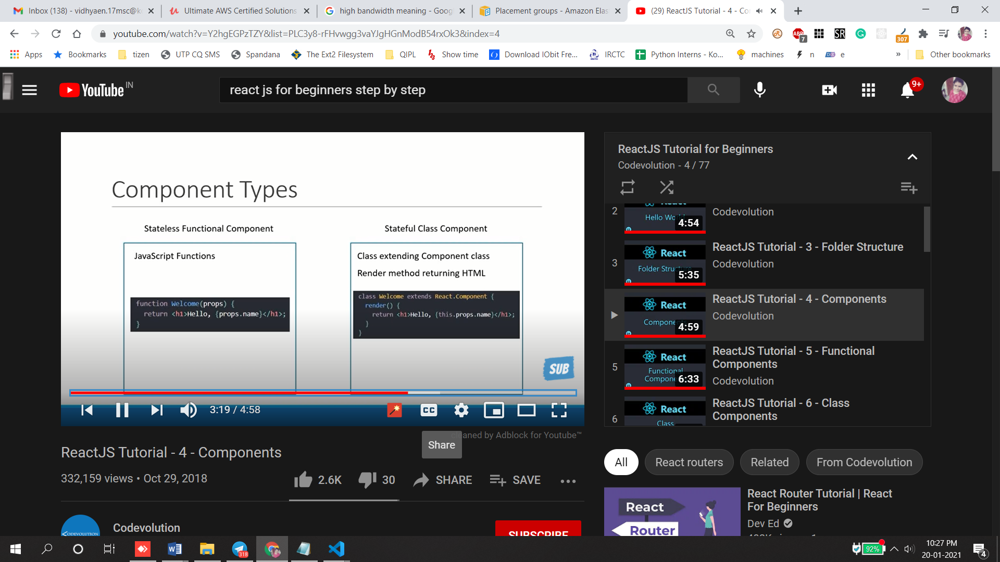 Inbox (138) - vidhyaen.17msc@k
Ultimate AWS Certified Solutions
high bandwidth meaning - Goog
Placement groups - Amazon Elas
(29) ReactJS Tutorial - 4 - Co
youtube.com/watch?v=Y2hgEGPzTZY&list=PLC3y8-rFHvwgg3vaYJgHGnModB54rxOk3&index=4
ABP
7
SR
307
Apps
Bookmarks
tizen
UTP CQ SMS
Spandana
The Ext2 Filesystem
QIPL
Show time
Download IObit Fre...
IRCTC
Python Interns - Ko...
machines
n
e
»
Other bookmarks
YouTube IN
react js for beginners step by step
9+
Component Types
Stateless Functional Component
JavaScript Functions
function Welcome(props) {
return <h1>Hello, {props.name}</h1>;
}
Stateful Class Component
Class extending Component class
Render method returning HTML
class Welcome extends React.Component {
render() {
return <h1>Hello, {this.props.name}</h1>;
}
}
SUB
3:19 / 4:58
CC
cleaned by Adblock for Youtube™
Share
ReactJS Tutorial - 4 - Components
332,159 views • Oct 29, 2018
2.6K
30
SHARE
SAVE
CODEVOLUTION
Codevolution
SUBSCRIBE
ReactJS Tutorial for Beginners
Codevolution - 4 / 77
2
Hello World
4:54
Codevolution
3
React
Folder Structure
5:35
ReactJS Tutorial - 3 - Folder Structure
Codevolution
React
Components
4:59
ReactJS Tutorial - 4 - Components
Codevolution
5
React
Functional
Compone
6:33
ReactJS Tutorial - 5 - Functional
Components
Codevolution
6
React
Class
ReactJS Tutorial - 6 - Class
Components
All
React routers
Related
From Codevolution
React
Router
React Router Tutorial | React
For Beginners
Dev Ed
318
92%
10:27 PM
20-01-2021
4